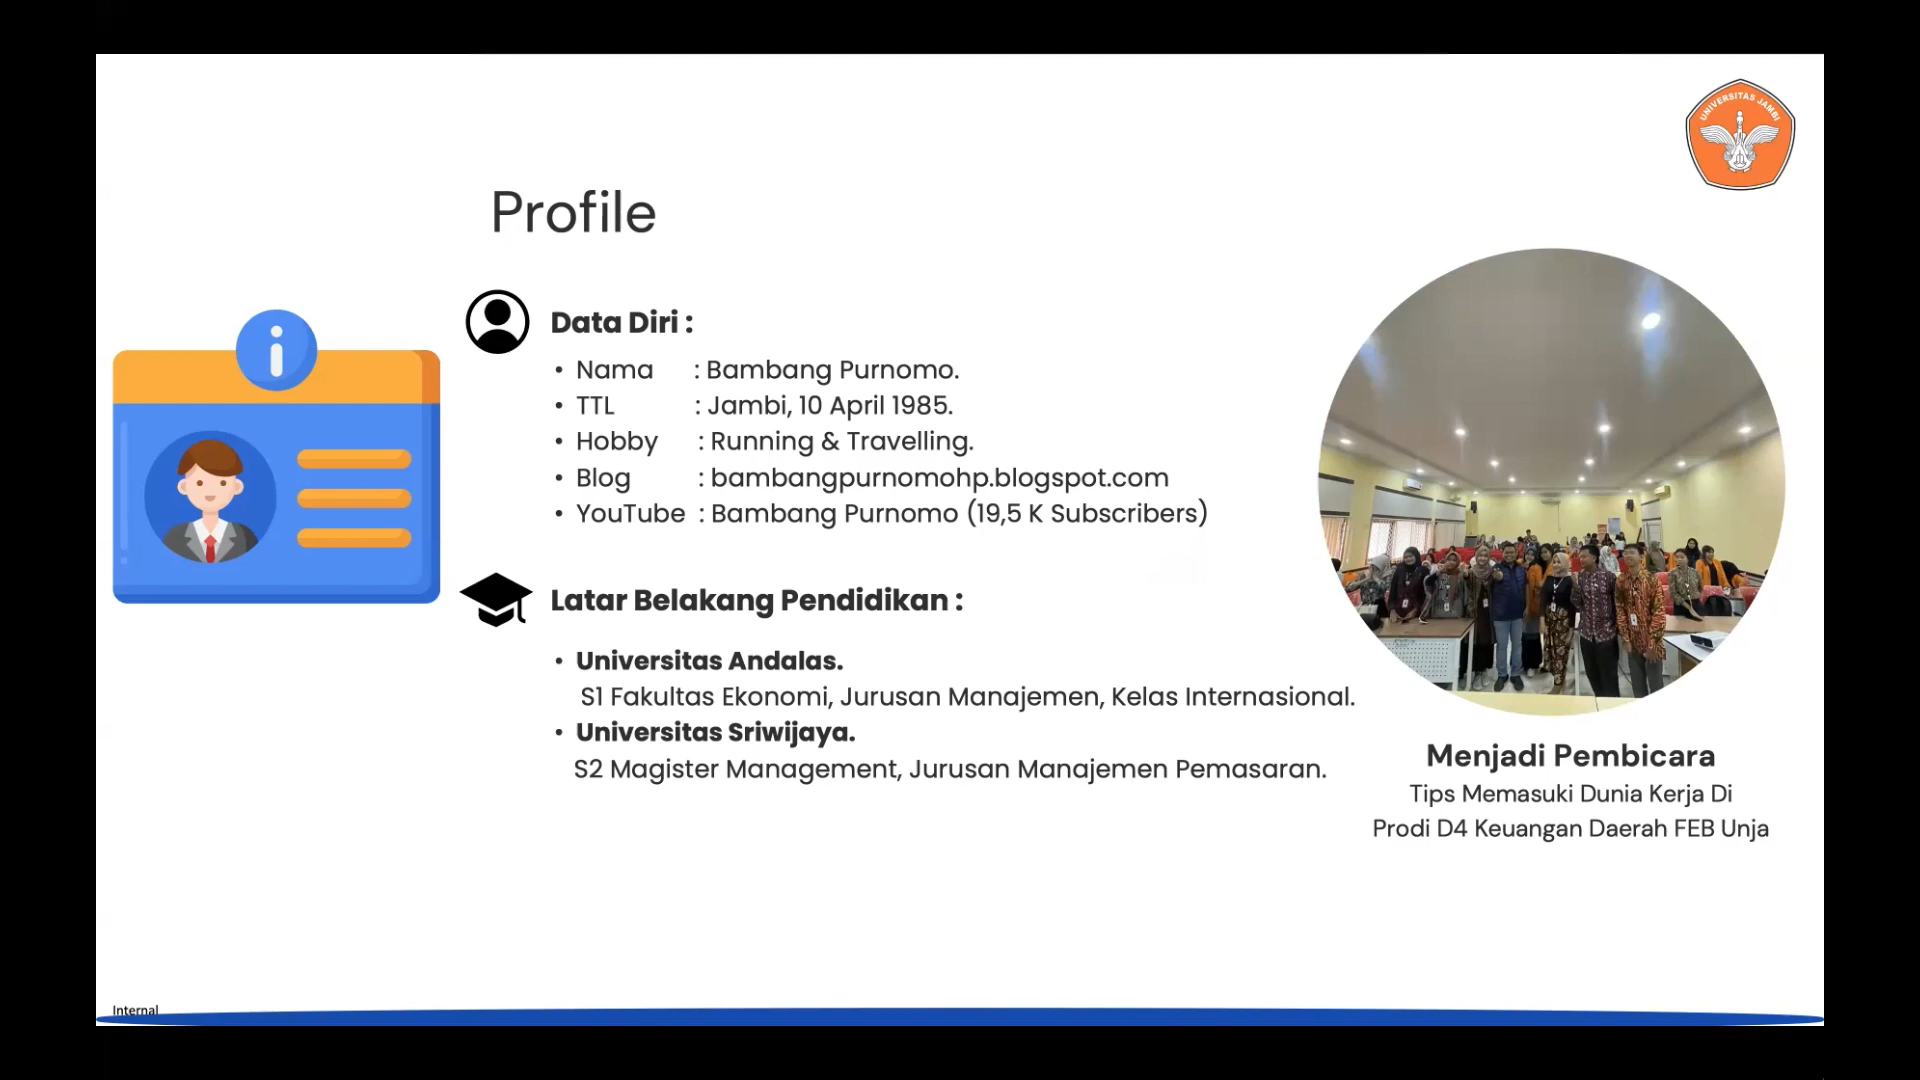 UNIVERSITAS JAMBI
Profile
Data Diri :
• Nama : Bambang Purnomo.
• TTL : Jambi, 10 April 1985.
• Hobby : Running & Travelling.
• Blog : bambangpurnomohp.blogspot.com
• YouTube : Bambang Purnomo (19,5 K Subscribers)
Latar Belakang Pendidikan :
• Universitas Andalas.
S1 Fakultas Ekonomi, Jurusan Manajemen, Kelas Internasional.
• Universitas Sriwijaya.
S2 Magister Management, Jurusan Manajemen Pemasaran.
Menjadi Pembicara
Tips Memasuki Dunia Kerja Di
Prodi D4 Keuangan Daerah FEB Unja
Internal